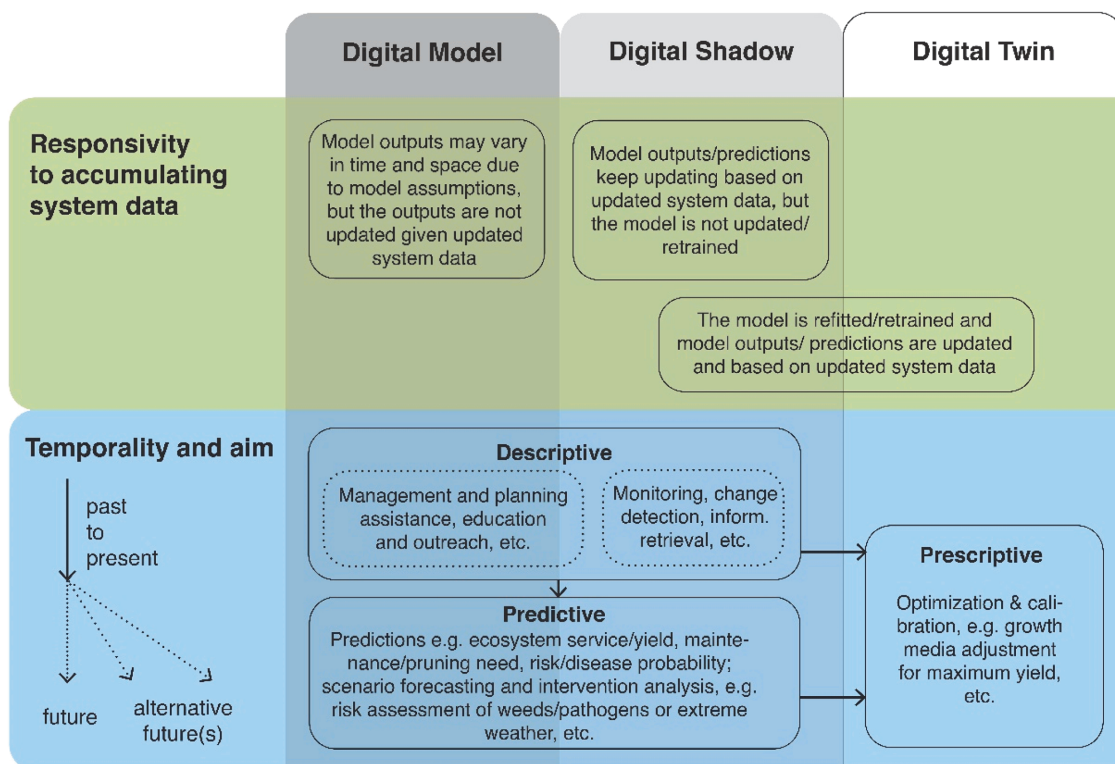 Digital Model
Digital Shadow
Digital Twin
Responsivity
to accumulating
system data
Model outputs may vary
in time and space due
to model assumptions,
but the outputs are not
updated given updated
system data
Model outputs/predictions
keep updating based on
updated system data, but
the model is not updated/
retrained
The model is refitted/retrained and
model outputs/ predictions are updated
and based on updated system data
Temporality and aim
past
to
present
future
alternative
future(s)
Descriptive
Management and planning
assistance, education
and outreach, etc.
Monitoring, change
detection, inform.
retrieval, etc.
Predictive
Predictions e.g. ecosystem service/yield, mainte-
nance/pruning need, risk/disease probability;
scenario forecasting and intervention analysis, e.g.
risk assessment of weeds/pathogens or extreme
weather, etc.
Prescriptive
Optimization & cali-
bration, e.g. growth
media adjustment
for maximum yield,
etc.